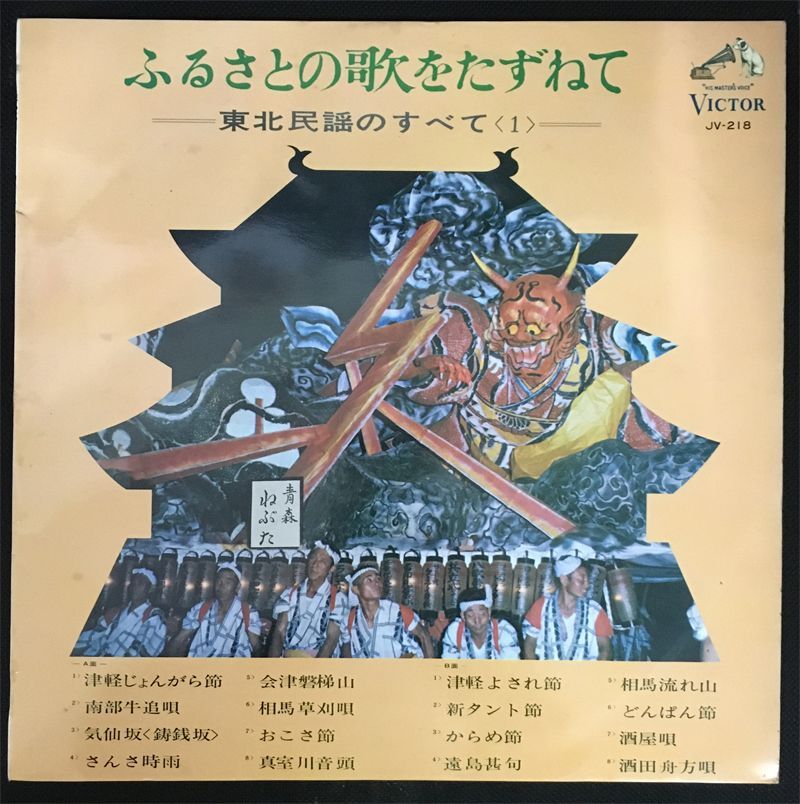 ふるさとの歌をたずねて
東北民謡のすべて〈1〉
"HIS MASTER'S VOICE"
VICTOR
JV-218
青森
ねぶた
A面
1) 津軽じょんがら節
2) 南部牛追唄
3) 気仙坂〈鋳銭坂〉
4) さんさ時雨
5) 会津磐梯山
6) 相馬草刈唄
7) おこさ節
8) 真室川音頭
B面
1) 津軽よされ節
2) 新タント節
3) からめ節
4) 遠島甚句
5) 相馬流れ山
6) どんぱん節
7) 酒屋唄
8) 酒田舟方唄